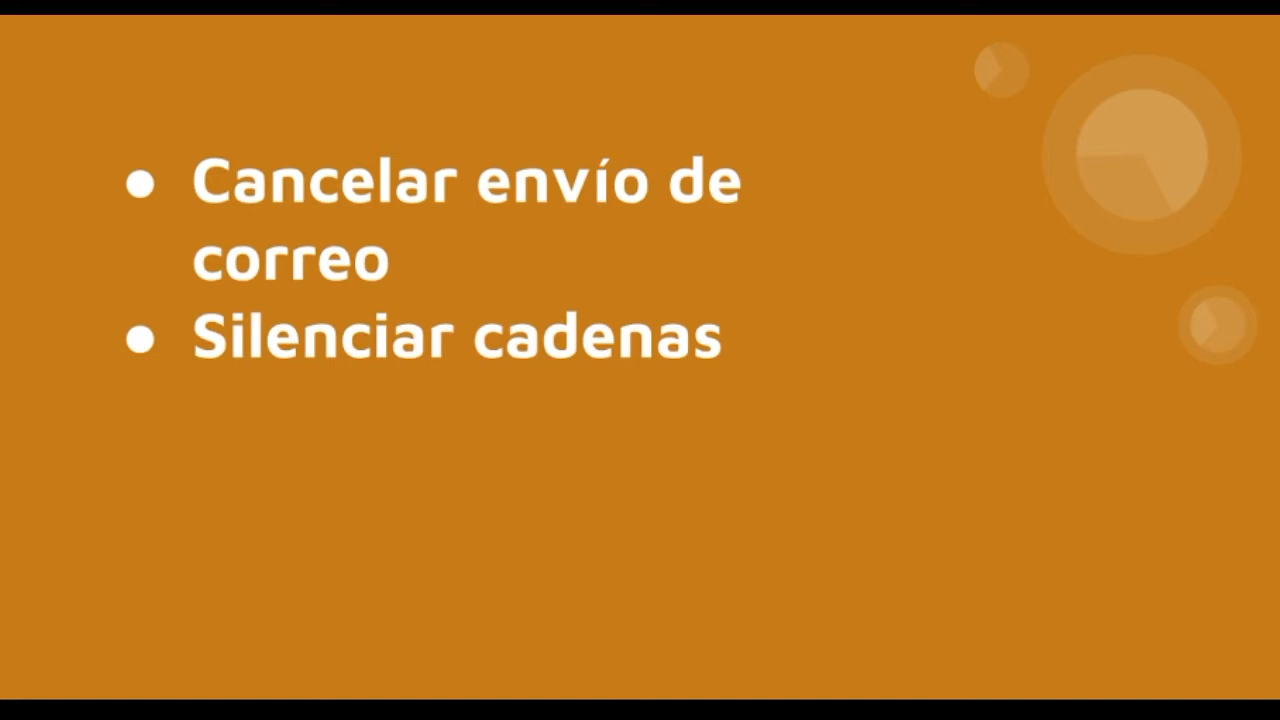 ● Cancelar envío de
correo
● Silenciar cadenas